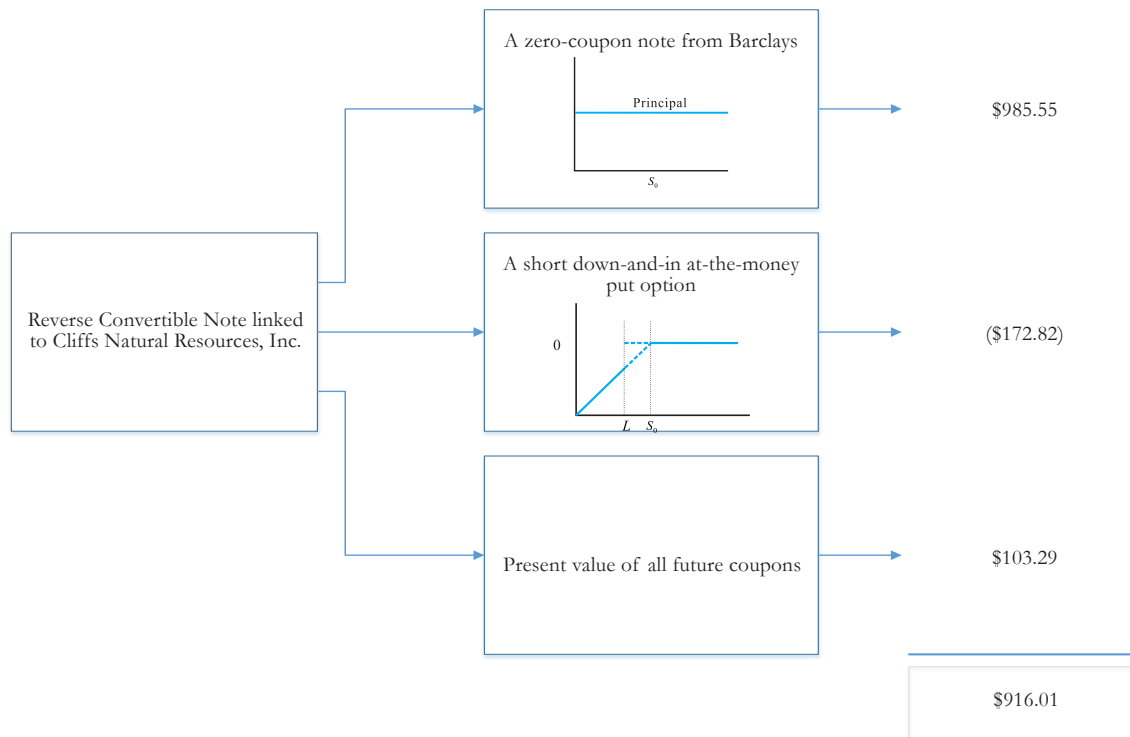 A zero-coupon note from Barclays
Principal
S₀
$985.55
Reverse Convertible Note linked
to Cliffs Natural Resources, Inc.
A short down-and-in at-the-money
put option
0
L S₀
($172.82)
Present value of all future coupons
$103.29
$916.01